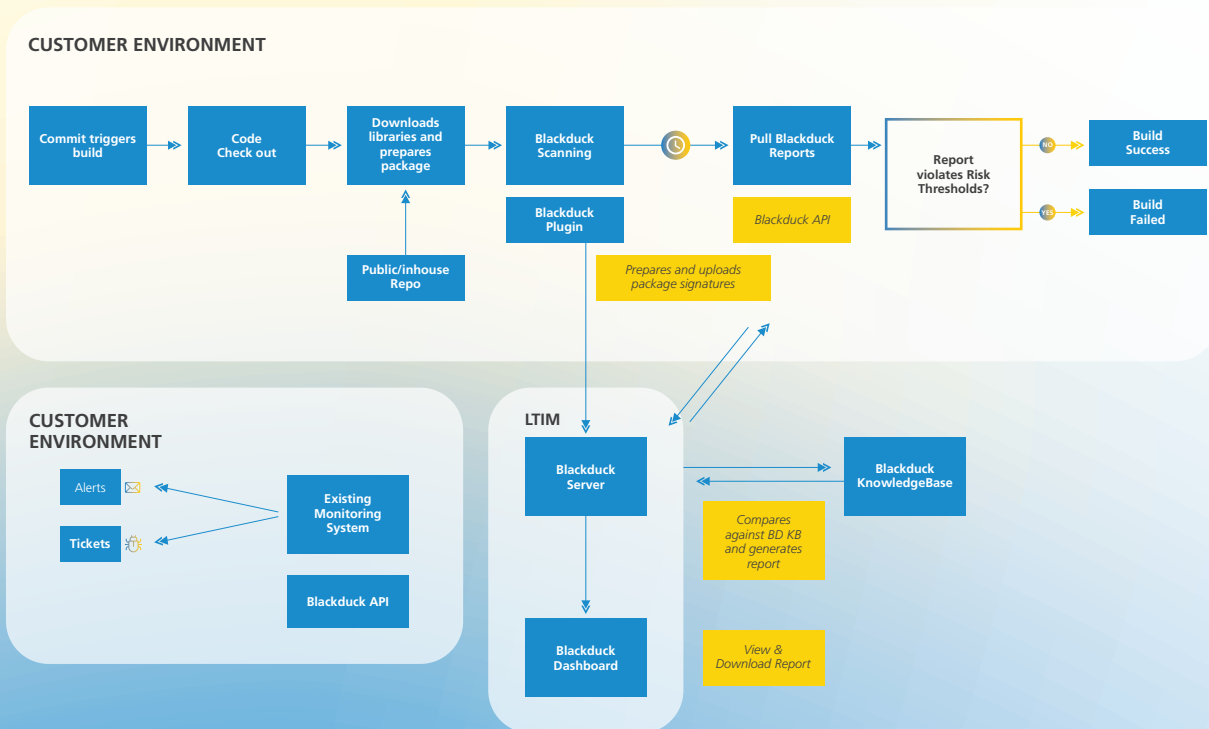 CUSTOMER ENVIRONMENT
Commit triggers
build
Code
Check out
Downloads
libraries and
prepares
package
Blackduck
Scanning
Pull Blackduck
Reports
Report
violates Risk
Thresholds?
NO
Build
Success
YES
Build
Failed
Blackduck
Plugin
Blackduck API
Public/inhouse
Repo
Prepares and uploads
package signatures
CUSTOMER
ENVIRONMENT
Alerts
Tickets
Existing
Monitoring
System
Blackduck API
LTIM
Blackduck
Server
Blackduck
KnowledgeBase
Compares
against BD KB
and generates
report
Blackduck
Dashboard
View &
Download Report